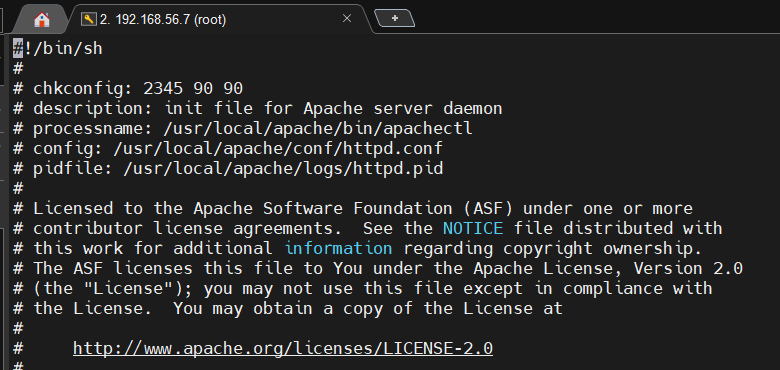 2. 192.168.56.7 (root)
#!/bin/sh
#
# chkconfig: 2345 90 90
# description: init file for Apache server daemon
# processname: /usr/local/apache/bin/apachectl
# config: /usr/local/apache/conf/httpd.conf
# pidfile: /usr/local/apache/logs/httpd.pid
#
# Licensed to the Apache Software Foundation (ASF) under one or more
# contributor license agreements.  See the NOTICE file distributed with
# this work for additional information regarding copyright ownership.
# The ASF licenses this file to You under the Apache License, Version 2.0
# (the "License"); you may not use this file except in compliance with
# the License.  You may obtain a copy of the License at
#
#     http://www.apache.org/licenses/LICENSE-2.0
#